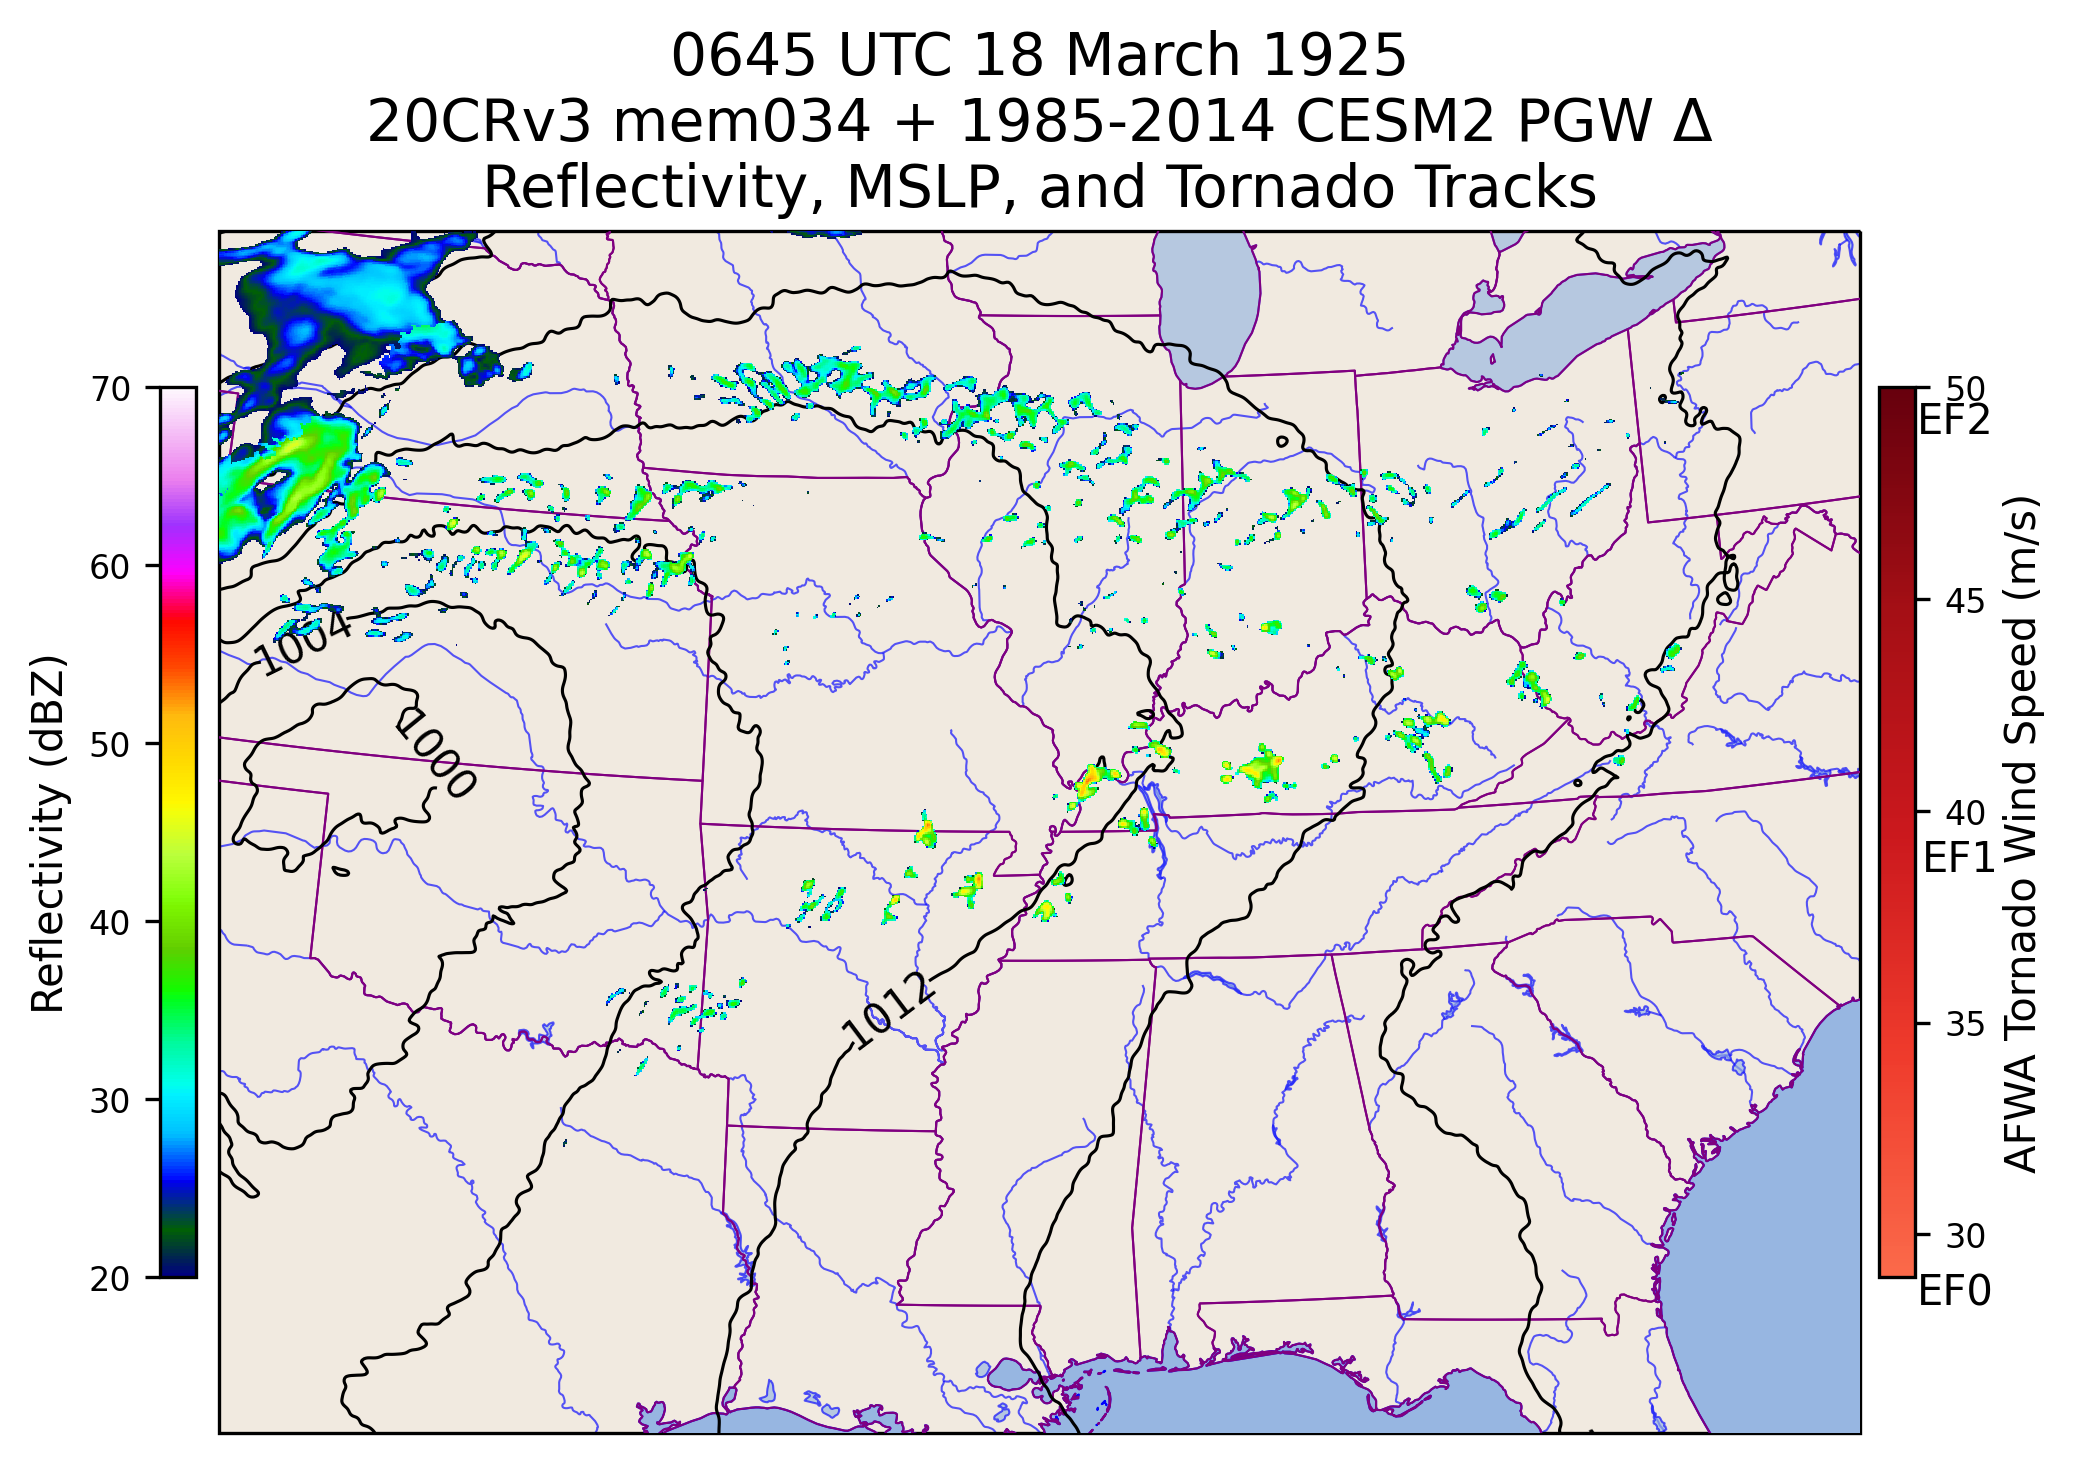 0645 UTC 18 March 1925
20CRv3 mem034 + 1985-2014 CESM2 PGW Δ
Reflectivity, MSLP, and Tornado Tracks
70
60
50
40
30
20
Reflectivity (dBZ)
1004
1000
1012
50
EF2
45
40
EF1
35
30
EF0
AFWA Tornado Wind Speed (m/s)